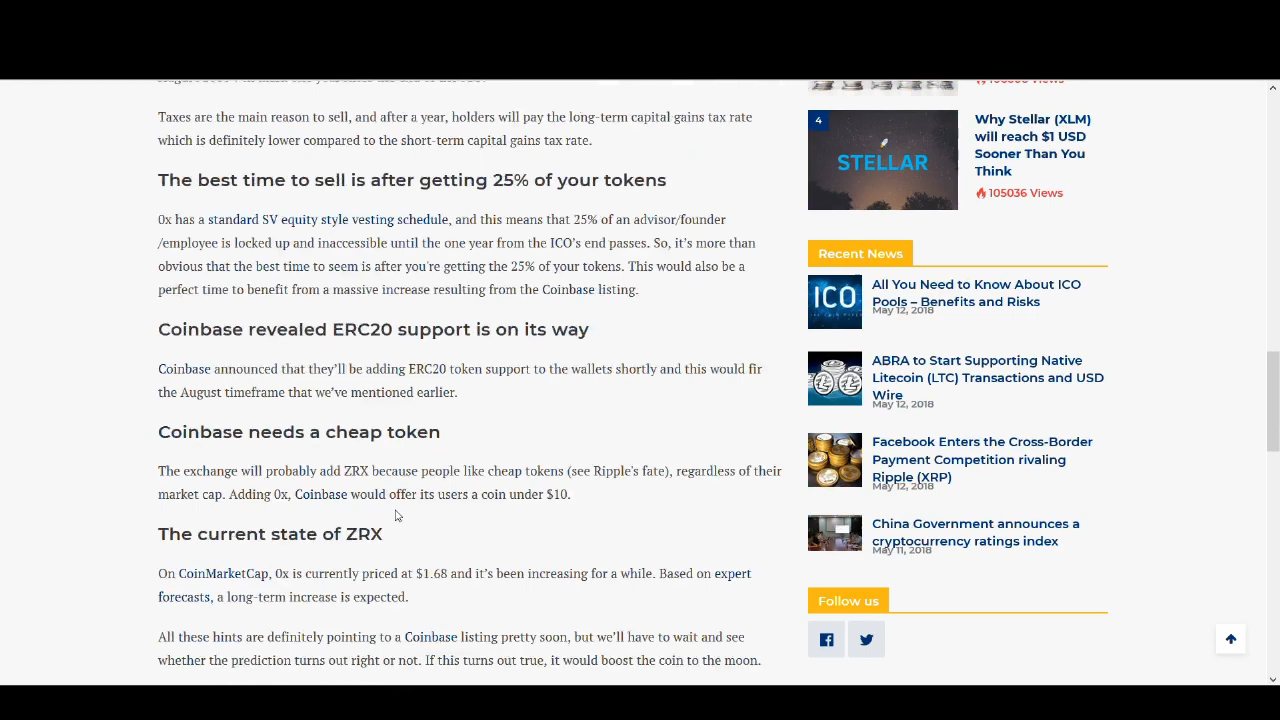 Taxes are the main reason to sell, and after a year, holders will pay the long-term capital gains tax rate
which is definitely lower compared to the short-term capital gains tax rate.
The best time to sell is after getting 25% of your tokens
0x has a standard SV equity style vesting schedule, and this means that 25% of an advisor/founder
/employee is locked up and inaccessible until the one year from the ICO's end passes. So, it's more than
obvious that the best time to seem is after you're getting the 25% of your tokens. This would also be a
perfect time to benefit from a massive increase resulting from the Coinbase listing.
Coinbase revealed ERC20 support is on its way
Coinbase announced that they'll be adding ERC20 token support to the wallets shortly and this would fir
the August timeframe that we've mentioned earlier.
Coinbase needs a cheap token
The exchange will probably add ZRX because people like cheap tokens (see Ripple's fate), regardless of their
market cap. Adding 0x, Coinbase would offer its users a coin under $10.
The current state of ZRX
On CoinMarketCap, 0x is currently priced at $1.68 and it's been increasing for a while. Based on expert
forecasts, a long-term increase is expected.
All these hints are definitely pointing to a Coinbase listing pretty soon, but we'll have to wait and see
whether the prediction turns out right or not. If this turns out true, it would boost the coin to the moon.
4
STELLAR
Why Stellar (XLM)
will reach $1 USD
Sooner Than You
Think
105036 Views
Recent News
ICO
All You Need to Know About ICO
Pools – Benefits and Risks
May 12, 2018
ABRA to Start Supporting Native
Litecoin (LTC) Transactions and USD
Wire
May 12, 2018
Facebook Enters the Cross-Border
Payment Competition rivaling
Ripple (XRP)
May 12, 2018
China Government announces a
cryptocurrency ratings index
May 11, 2018
Follow us